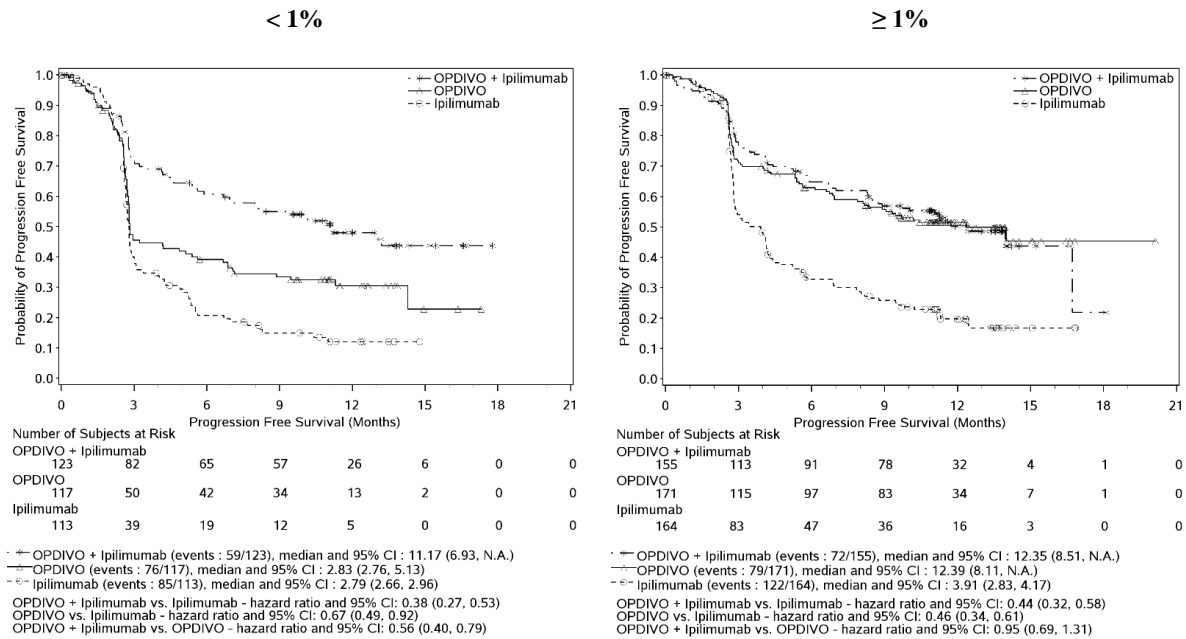 < 1%
≥ 1%
OPDIVO + Ipilimumab
OPDIVO
Ipilimumab
Probability of Progression Free Survival
1.0
0.9
0.8
0.7
0.6
0.5
0.4
0.3
0.2
0.1
0.0
0 3 6 9 12 15 18 21
Progression Free Survival (Months)
Number of Subjects at Risk
OPDIVO + Ipilimumab
123 82 65 57 26 6 0 0
OPDIVO
117 50 42 34 13 2 0 0
Ipilimumab
113 39 19 12 5 0 0 0
OPDIVO + Ipilimumab (events : 59/123), median and 95% CI : 11.17 (6.93, N.A.)
OPDIVO (events : 76/117), median and 95% CI : 2.83 (2.76, 5.13)
Ipilimumab (events : 85/113), median and 95% CI : 2.79 (2.66, 2.96)
OPDIVO + Ipilimumab vs. Ipilimumab - hazard ratio and 95% CI: 0.38 (0.27, 0.53)
OPDIVO vs. Ipilimumab - hazard ratio and 95% CI: 0.67 (0.49, 0.92)
OPDIVO + Ipilimumab vs. OPDIVO - hazard ratio and 95% CI: 0.56 (0.40, 0.79)
OPDIVO + Ipilimumab
OPDIVO
Ipilimumab
Probability of Progression Free Survival
1.0
0.9
0.8
0.7
0.6
0.5
0.4
0.3
0.2
0.1
0.0
0 3 6 9 12 15 18 21
Progression Free Survival (Months)
Number of Subjects at Risk
OPDIVO + Ipilimumab
155 113 91 78 32 4 1 0
OPDIVO
171 115 97 83 34 7 1 0
Ipilimumab
164 83 47 36 16 3 0 0
OPDIVO + Ipilimumab (events : 72/155), median and 95% CI : 12.35 (8.51, N.A.)
OPDIVO (events : 79/171), median and 95% CI : 12.39 (8.11, N.A.)
Ipilimumab (events : 122/164), median and 95% CI : 3.91 (2.83, 4.17)
OPDIVO + Ipilimumab vs. Ipilimumab - hazard ratio and 95% CI: 0.44 (0.32, 0.58)
OPDIVO vs. Ipilimumab - hazard ratio and 95% CI: 0.46 (0.34, 0.61)
OPDIVO + Ipilimumab vs. OPDIVO - hazard ratio and 95% CI: 0.95 (0.69, 1.31)